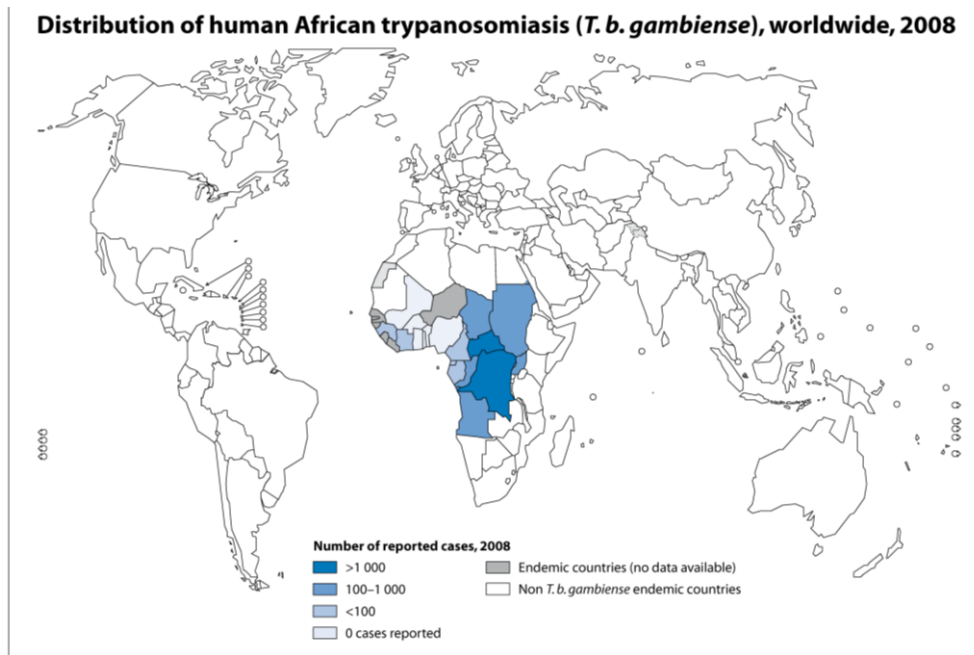 Distribution of human African trypanosomiasis (T. b. gambiense), worldwide, 2008
Number of reported cases, 2008
>1 000
100–1 000
<100
0 cases reported
Endemic countries (no data available)
Non T. b. gambiense endemic countries